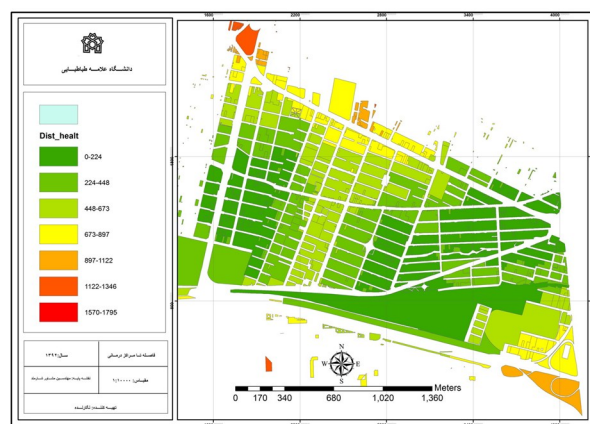 دانشگاه علامه طباطبایی
Dist_healt
0-224
224-448
448-673
673-897
897-1122
1122-1346
1570-1795
فاصله تا مراکز درمانی
سال:۱۳۹۲
مقیاس: ۱:۱۰۰۰۰
N
W E
S
Meters
0 170 340 680 1,020 1,360